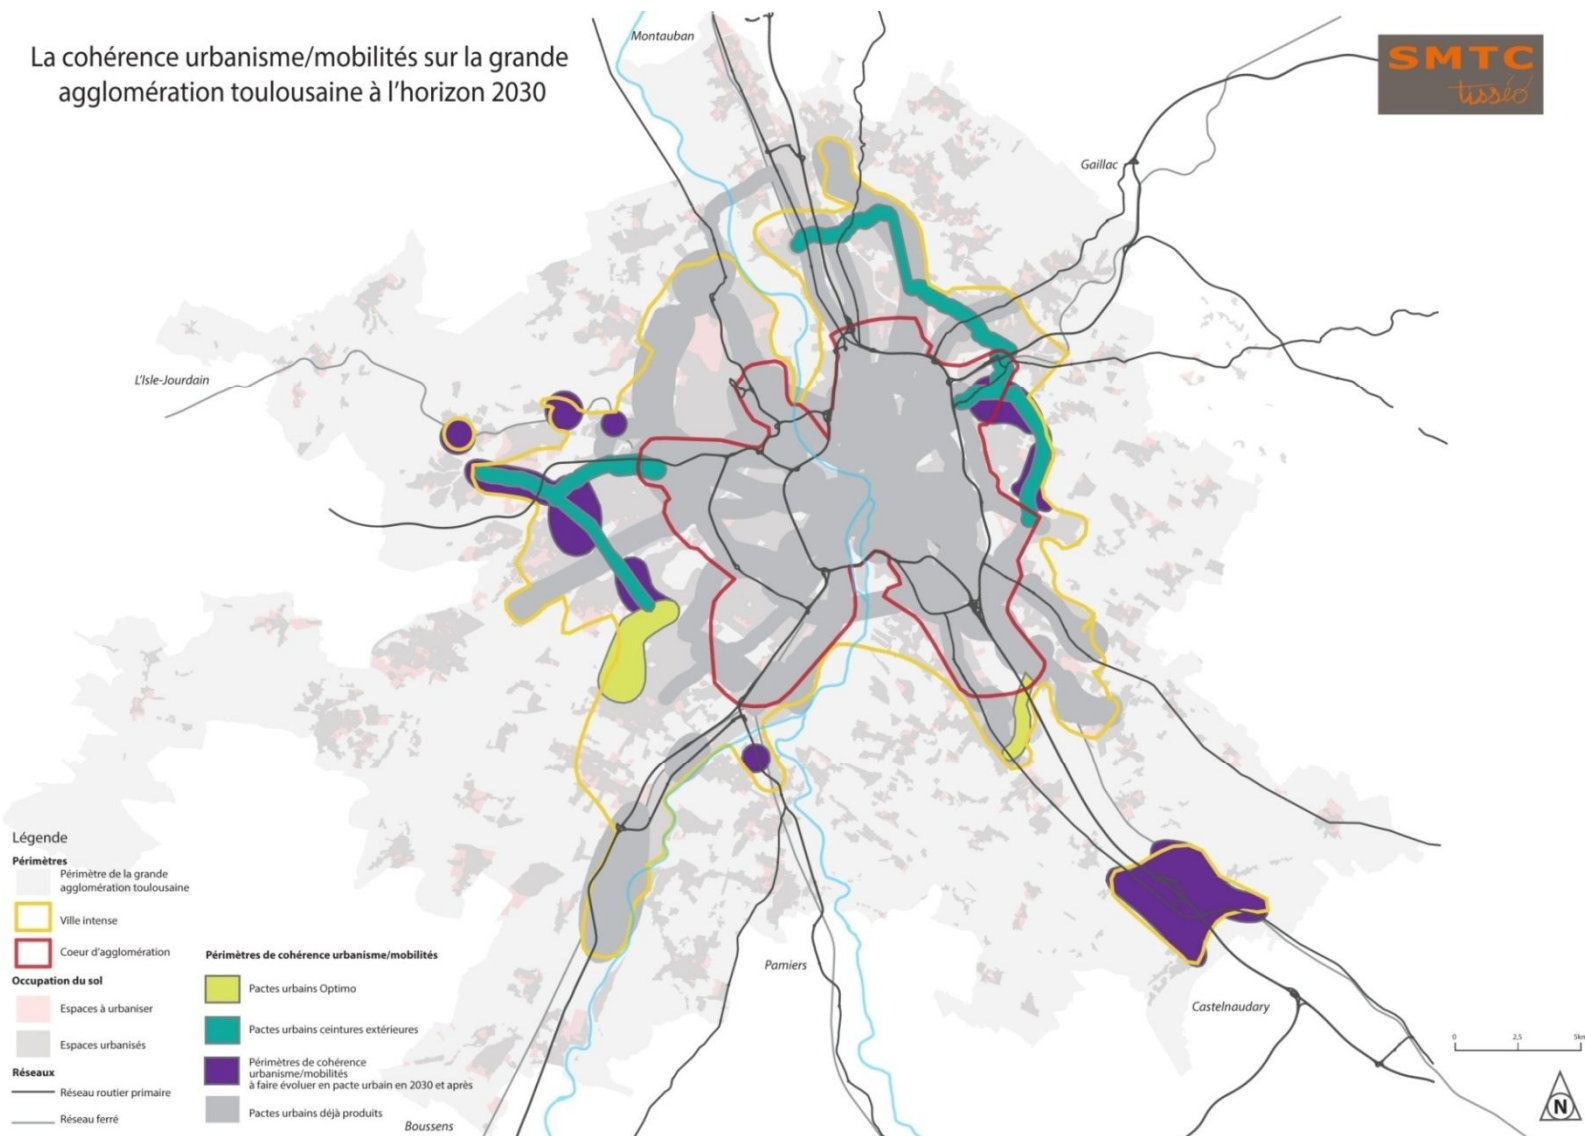 La cohérence urbanisme/mobilités sur la grande
agglomération toulousaine à l'horizon 2030
SMTC
tisséo
Montauban
Gaillac
L'Isle-Jourdain
Pamiers
Castelnaudary
Boussens
Légende
Périmètres
Périmètre de la grande
agglomération toulousaine
Ville intense
Coeur d'agglomération
Occupation du sol
Espaces à urbaniser
Espaces urbanisés
Réseaux
Réseau routier primaire
Réseau ferré
Périmètres de cohérence urbanisme/mobilités
Pactes urbains Optimo
Pactes urbains ceintures extérieures
Périmètres de cohérence
urbanisme/mobilités
à faire évoluer en pacte urbain en 2030 et après
Pactes urbains déjà produits
0 2,5 5km
N